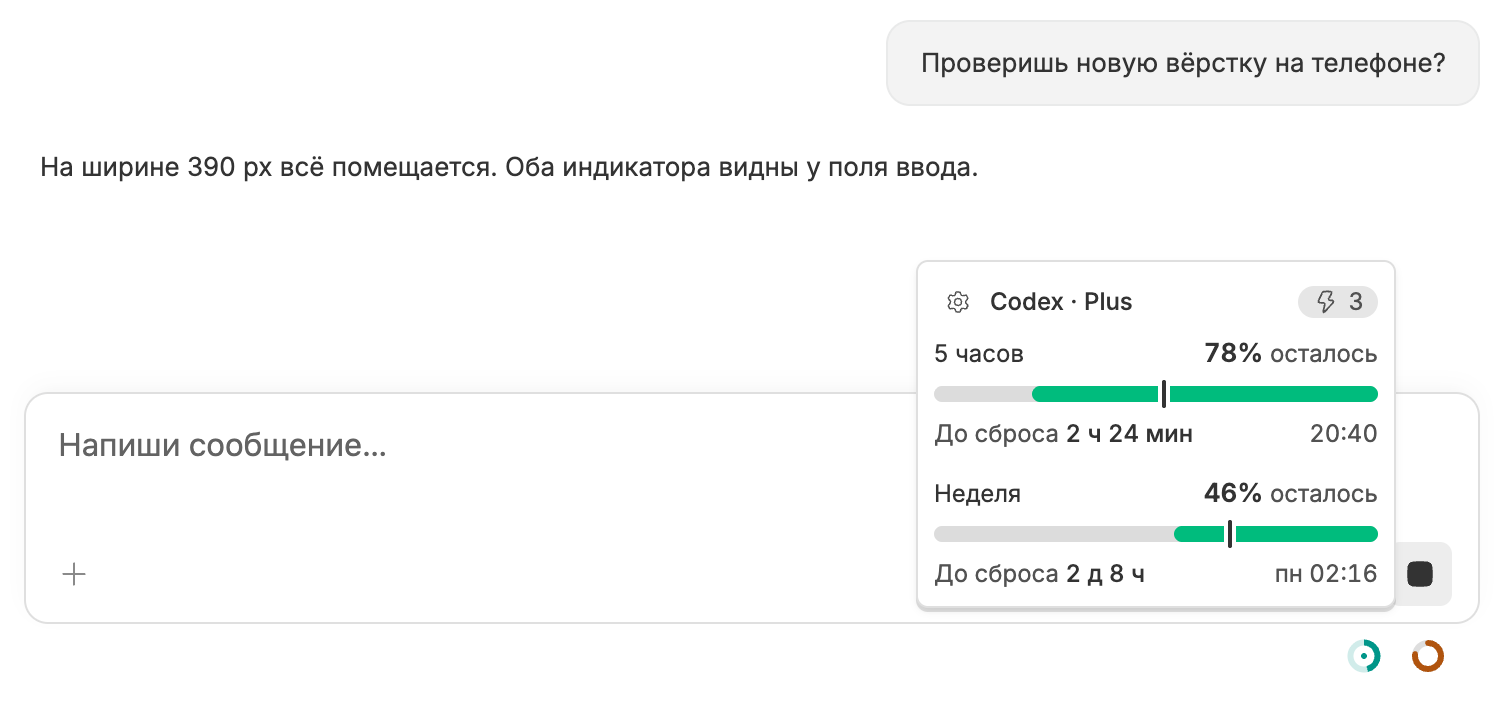 Проверишь новую вёрстку на телефоне?
На ширине 390 px всё помещается. Оба индикатора видны у поля ввода.
Codex · Plus
3
5 часов
78% осталось
До сброса 2 ч 24 мин
20:40
Неделя
46% осталось
До сброса 2 д 8 ч
пн 02:16
Напиши сообщение...